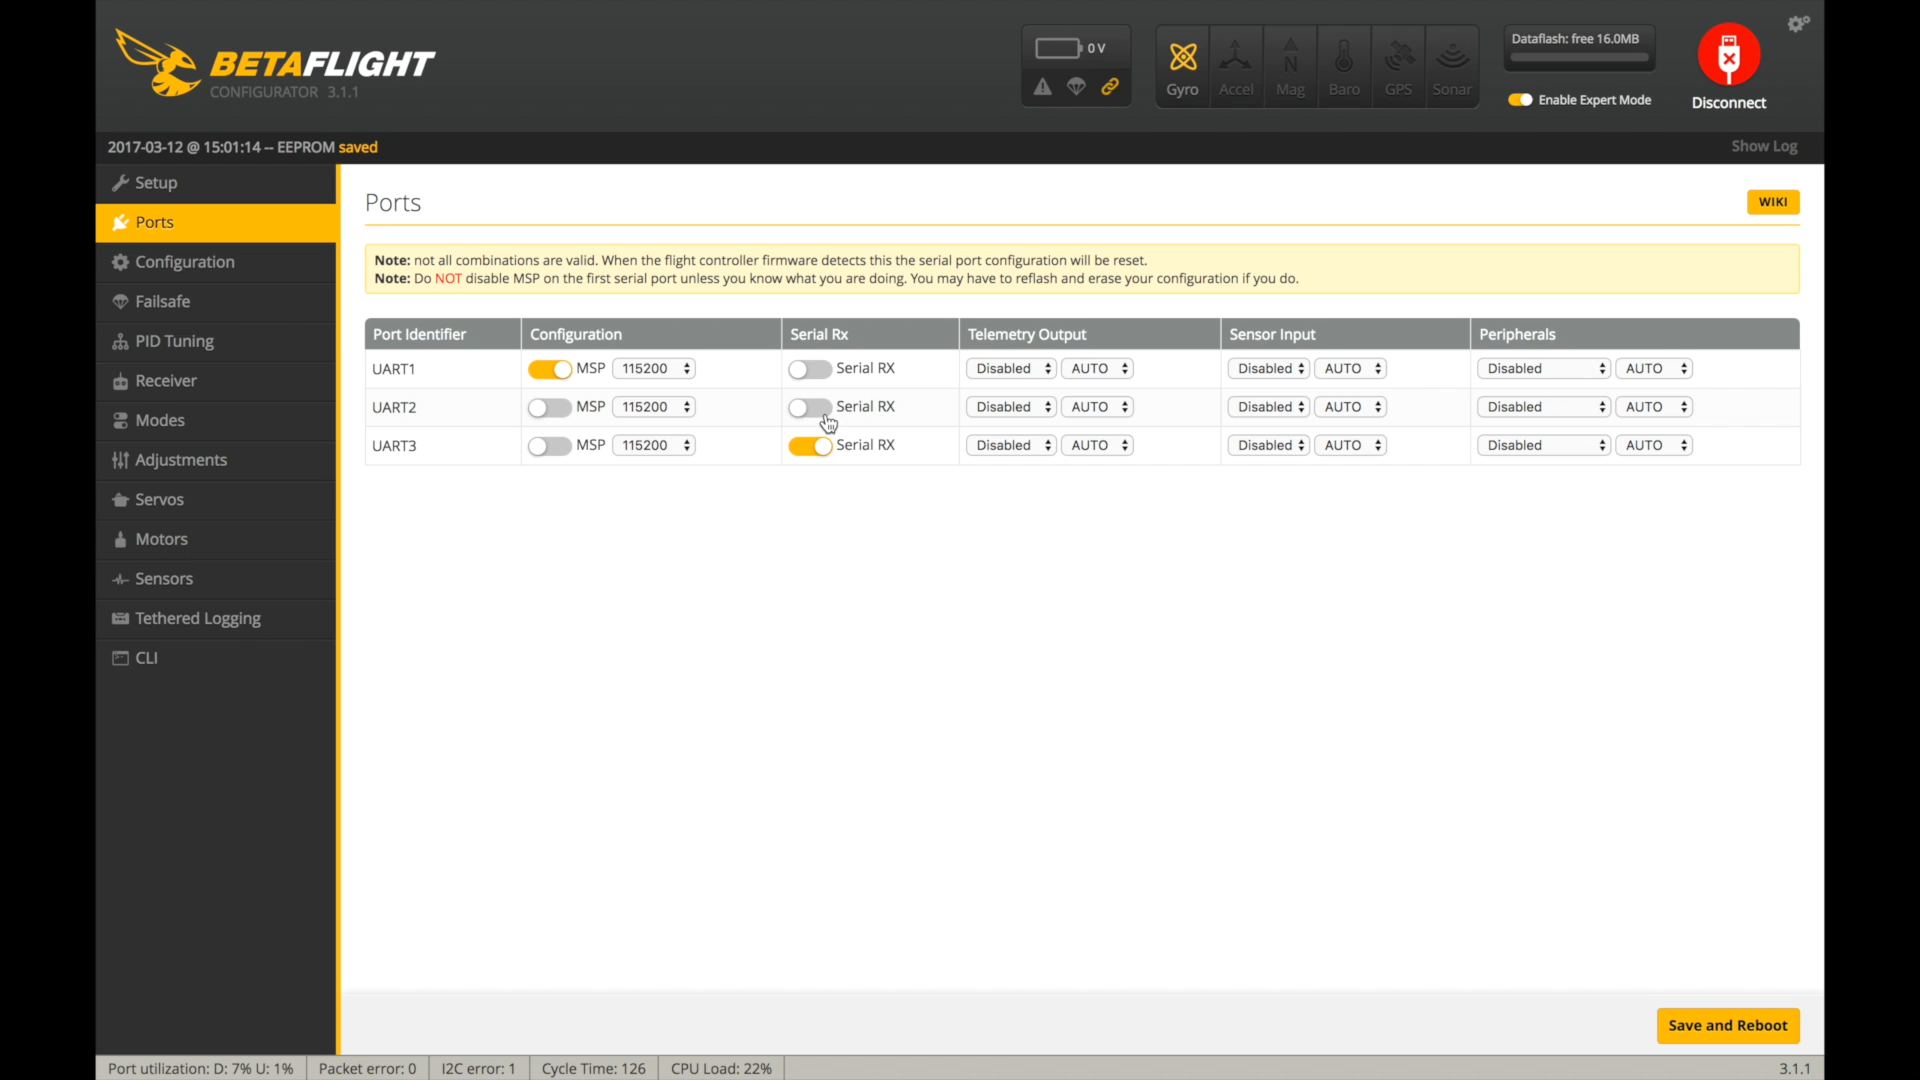 BETAFLIGHT
CONFIGURATOR 3.1.1
0 V
Gyro
Accel
Mag
Baro
GPS
Sonar
N
Dataflash: free 16.0MB
Enable Expert Mode
Disconnect
2017-03-12 @ 15:01:14 -- EEPROM saved
Show Log
Setup
Ports
Configuration
Failsafe
PID Tuning
Receiver
Modes
Adjustments
Servos
Motors
Sensors
Tethered Logging
CLI
Ports
WIKI
Note: not all combinations are valid. When the flight controller firmware detects this the serial port configuration will be reset.
Note: Do NOT disable MSP on the first serial port unless you know what you are doing. You may have to reflash and erase your configuration if you do.
Port Identifier Configuration Serial Rx Telemetry Output Sensor Input Peripherals
UART1 MSP 115200 Serial RX Disabled AUTO Disabled AUTO Disabled AUTO
UART2 MSP 115200 Serial RX Disabled AUTO Disabled AUTO Disabled AUTO
UART3 MSP 115200 Serial RX Disabled AUTO Disabled AUTO Disabled AUTO
Save and Reboot
Port utilization: D: 7% U: 1% Packet error: 0 I2C error: 1 Cycle Time: 126 CPU Load: 22% 3.1.1